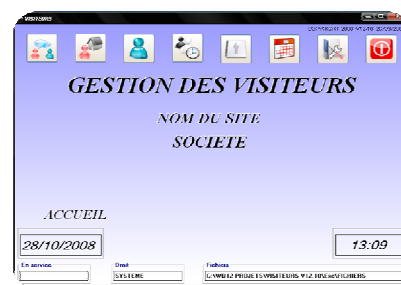 VISITEURS
GESTION DES VISITEURS
NOM DU SITE
SOCIETE
ACCUEIL
28/10/2008
13:09
En service
Droit
Fichiers
SYSTEME